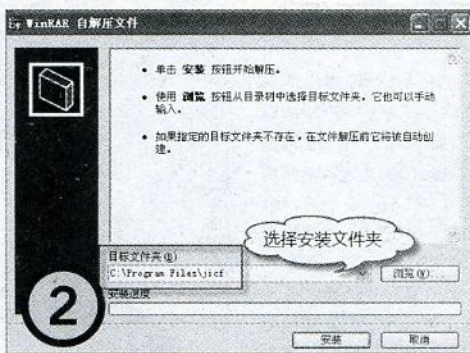 WinRAR 自解压文件
• 单击 安装 按钮开始解压。
• 使用 浏览 按钮从目录树中选择目标文件夹。它也可以手动
输入。
• 如果指定的目标文件夹不存在，在文件解压前它将被自动创
建。
选择安装文件夹
目标文件夹(D)
C:\Program Files\jicf
浏览(W)...
安装进度
2
安装
取消